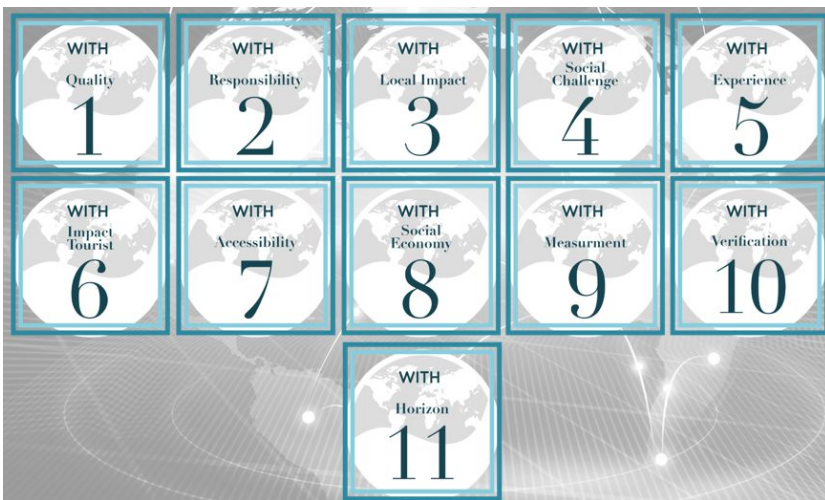 WITH
Quality
1
WITH
Responsibility
2
WITH
Local Impact
3
WITH
Social
Challenge
4
WITH
Experience
5
WITH
Impact
Tourist
6
WITH
Accessibility
7
WITH
Social
Economy
8
WITH
Measurment
9
WITH
Verification
10
WITH
Horizon
11